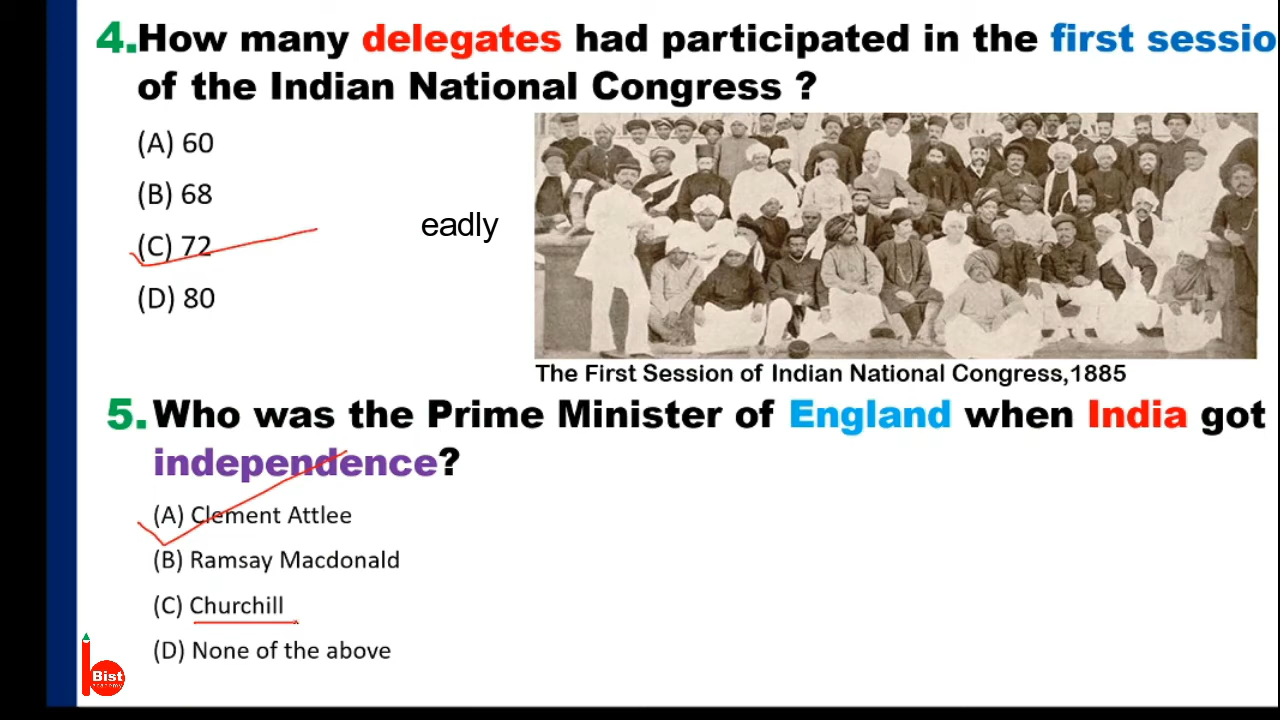 4.How many delegates had participated in the first sessio
of the Indian National Congress ?
(A) 60
(B) 68
(C) 72
(D) 80
eadly
The First Session of Indian National Congress,1885
5.Who was the Prime Minister of England when India got
independence?
(A) Clement Attlee
(B) Ramsay Macdonald
(C) Churchill
(D) None of the above
Bist
academy